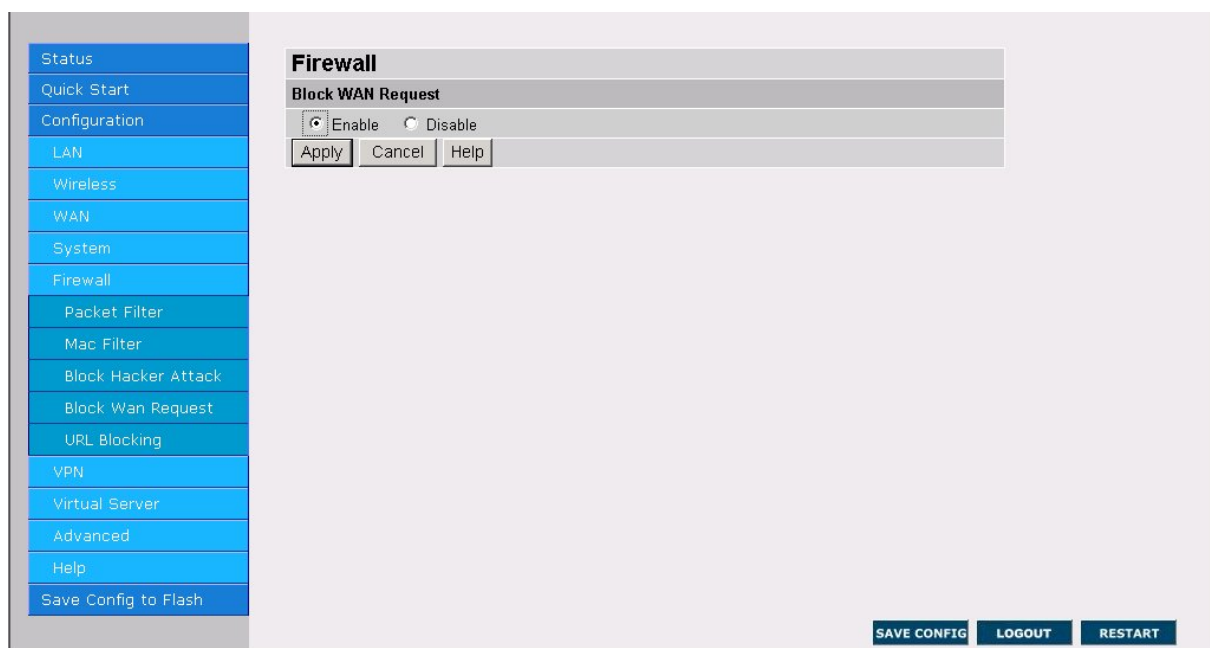 Status
Quick Start
Configuration
LAN
Wireless
WAN
System
Firewall
Packet Filter
Mac Filter
Block Hacker Attack
Block Wan Request
URL Blocking
VPN
Virtual Server
Advanced
Help
Save Config to Flash
Firewall
Block WAN Request
Enable Disable
Apply Cancel Help
SAVE CONFIG LOGOUT RESTART